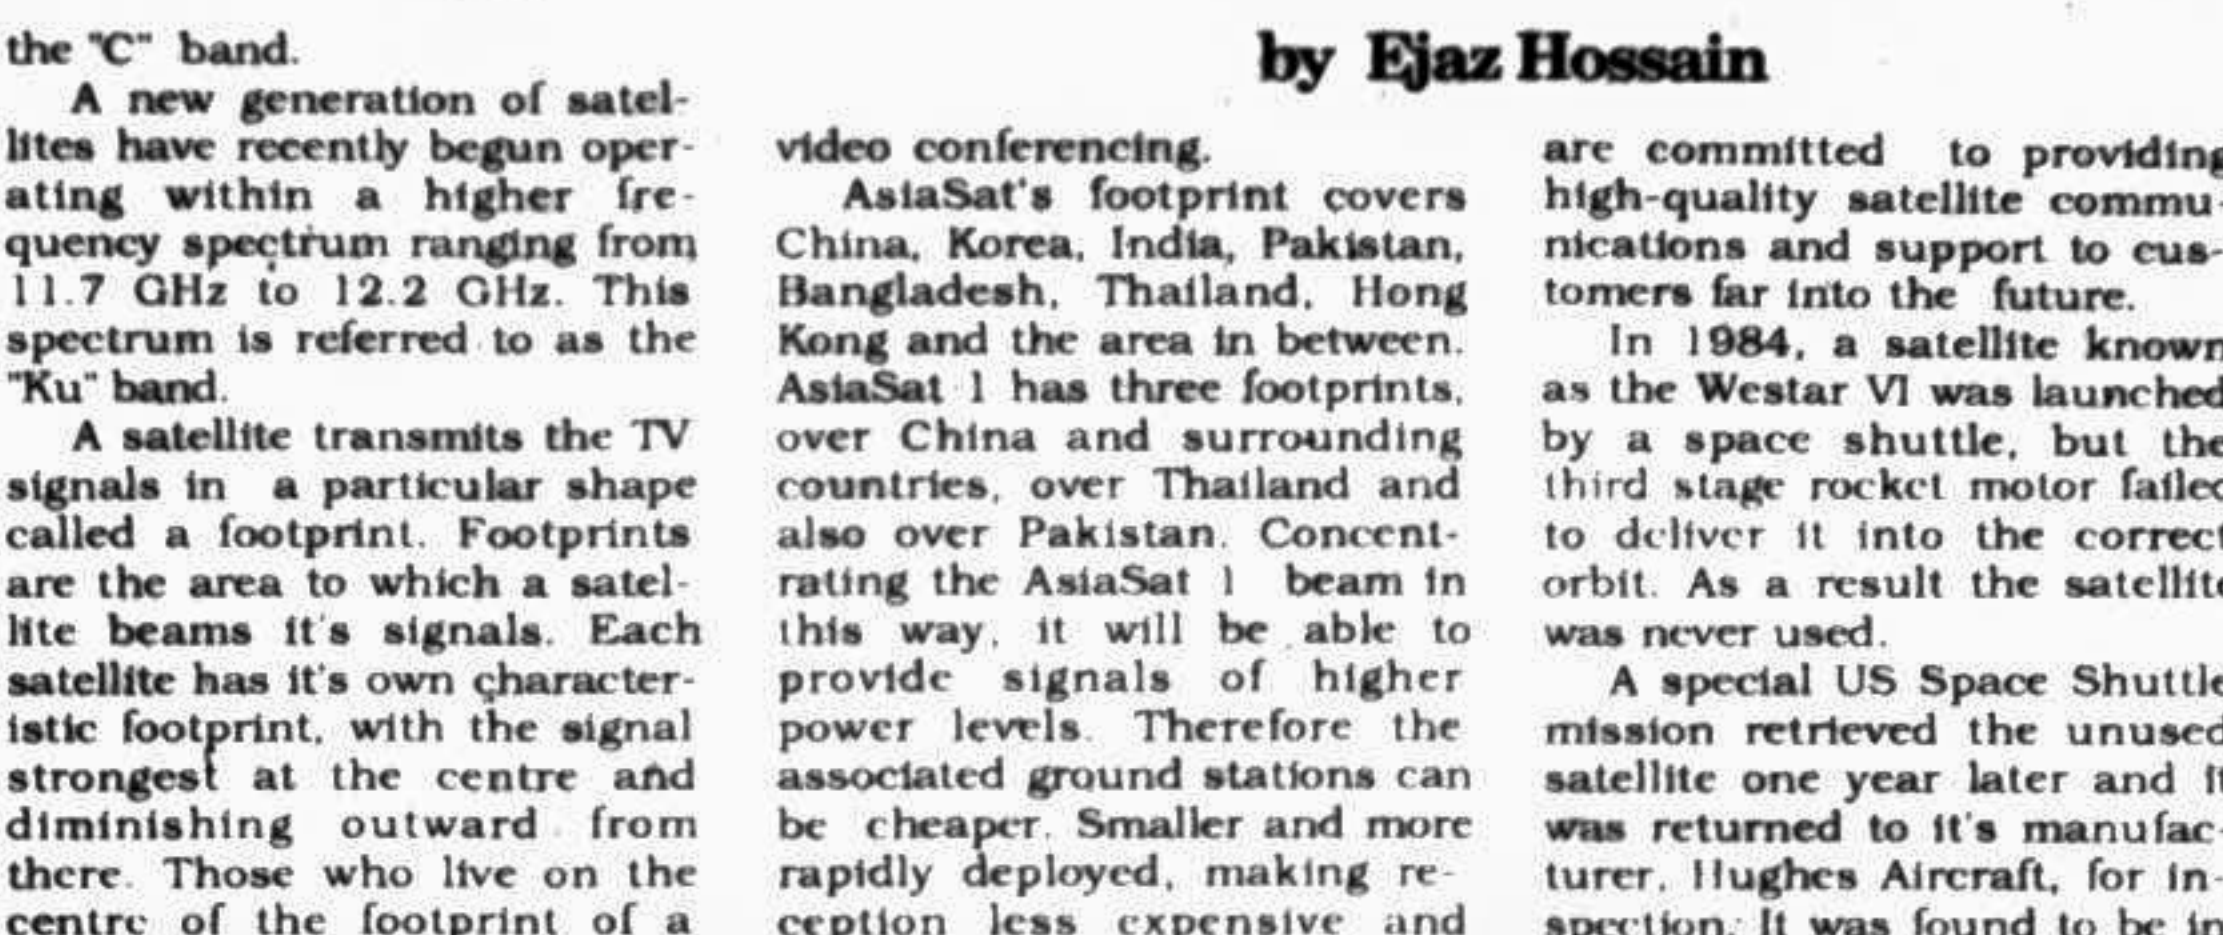 the "C" band.
A new generation of satel-
lites have recently begun oper-
ating within a higher fre-
quency spectrum ranging from
11.7 GHz to 12.2 GHz. This
spectrum is referred to as the
"Ku" band.
A satellite transmits the TV
signals in a particular shape
called a footprint. Footprints
are the area to which a satel-
lite beams it's signals. Each
satellite has it's own character-
istic footprint, with the signal
strongest at the centre and
diminishing outward from
there. Those who live on the
centre of the footprint of a
by Ejaz Hossain
video conferencing.
AsiaSat's footprint covers
China, Korea, India, Pakistan,
Bangladesh, Thailand, Hong
Kong and the area in between.
AsiaSat 1 has three footprints,
over China and surrounding
countries, over Thailand and
also over Pakistan. Concent-
rating the AsiaSat 1 beam in
this way, it will be able to
provide signals of higher
power levels. Therefore the
associated ground stations can
be cheaper. Smaller and more
rapidly deployed, making re-
ception less expensive and
are committed to providing
high-quality satellite commu-
nications and support to cus-
tomers far into the future.
In 1984, a satellite known
as the Westar VI was launched
by a space shuttle, but the
third stage rocket motor failed
to deliver it into the correct
orbit. As a result the satellite
was never used.
A special US Space Shuttle
mission retrieved the unused
satellite one year later and it
was returned to it's manufac-
turer, Hughes Aircraft, for in-
spection. It was found to be in